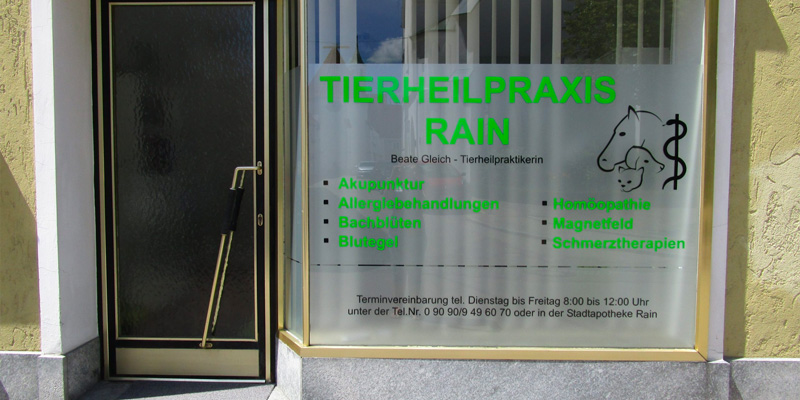 TIERHEILPRAXIS
RAIN
Beate Gleich - Tierheilpraktikerin
Akupunktur
Allergiebehandlungen
Bachblüten
Blutegel
Homöopathie
Magnetfeld
Schmerztherapien
Terminvereinbarung tel. Dienstag bis Freitag 8:00 bis 12:00 Uhr
unter der Tel.Nr. 0 90 90/9 49 60 70 oder in der Stadtapotheke Rain